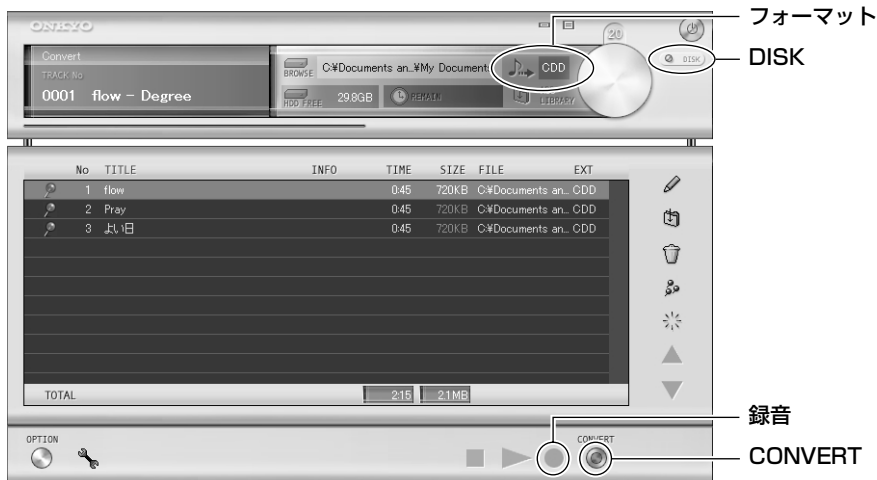 フォーマット
ONKYO
20
DISK
DISK
Convert
TRACK No
0001 flow - Degree
BROWSE C:¥Documents an..¥My Document
CDD
HDD FREE 29.8GB REMAIN
LIBRARY
No TITLE INFO TIME SIZE FILE EXT
1 flow 0:45 720KB C:¥Documents an... CDD
2 Pray 0:45 720KB C:¥Documents an... CDD
3 よい日 0:45 720KB C:¥Documents an... CDD
TOTAL 2:15 2.1MB
録音
OPTION
CONVERT
CONVERT